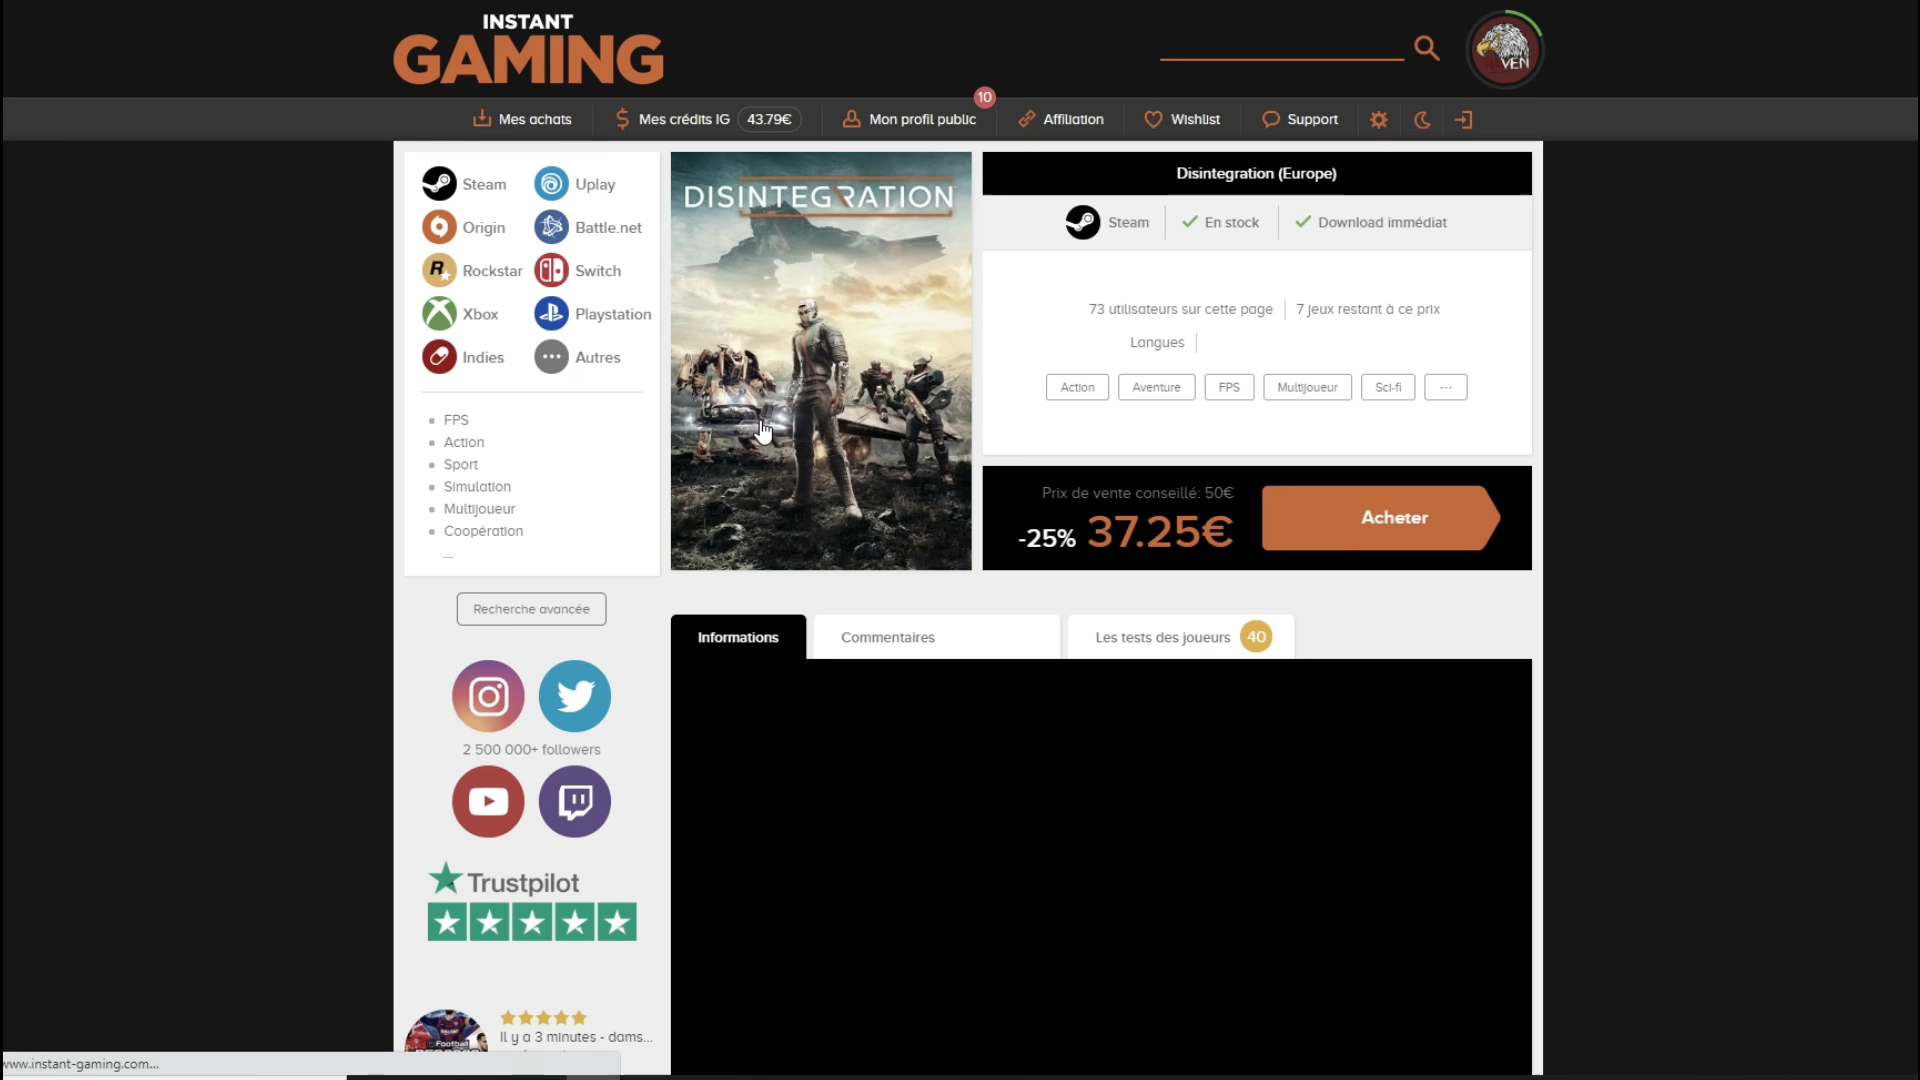 INSTANT
GAMING
VEN
10
Mes achats
Mes crédits IG 43.79€
Mon profil public
Affiliation
Wishlist
Support
Steam
Uplay
Origin
Battle.net
Rockstar
Switch
Xbox
Playstation
Indies
Autres
FPS
Action
Sport
Simulation
Multijoueur
Coopération
...
Recherche avancée
2 500 000+ followers
Trustpilot
Il y a 3 minutes - dams...
Football
DISINTEGRATION
Disintegration (Europe)
Steam
En stock
Download immédiat
73 utilisateurs sur cette page
7 jeux restant à ce prix
Langues
Action
Aventure
FPS
Multijoueur
Sci-fi
---
Prix de vente conseillé: 50€
-25% 37.25€
Acheter
Informations
Commentaires
Les tests des joueurs 40
www.instant-gaming.com...